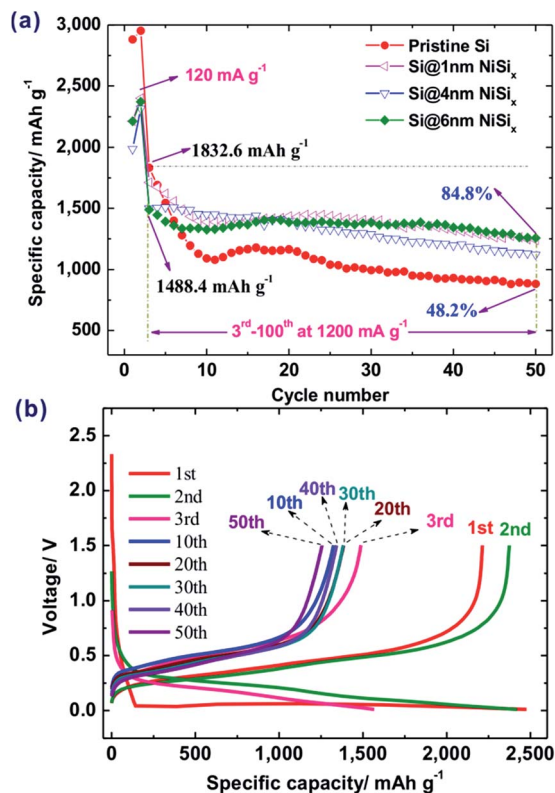 (a)
3,000
2,500
2,000
1,500
1,000
500
Specific capacity/ mAh g⁻¹
Pristine Si
Si@1nm NiSiₓ
Si@4nm NiSiₓ
Si@6nm NiSiₓ
120 mA g⁻¹
1832.6 mAh g⁻¹
84.8%
1488.4 mAh g⁻¹
48.2%
3ʳᵈ-100ᵗʰ at 1200 mA g⁻¹
0 10 20 30 40 50
Cycle number
(b)
2.5
2.0
1.5
1.0
0.5
0.0
Voltage/ V
1st
2nd
3rd
10th
20th
30th
40th
50th
50th
10th
40th
30th
20th
3rd
1st
2nd
0 500 1,000 1,500 2,000 2,500
Specific capacity/ mAh g⁻¹